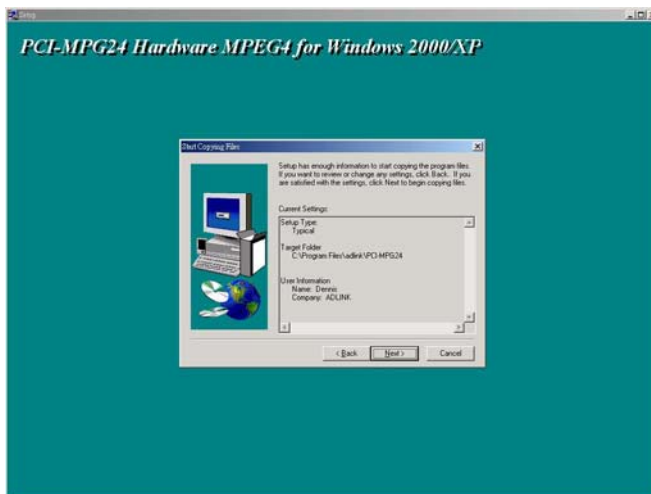 Setup
PCI-MPG24 Hardware MPEG4 for Windows 2000/XP
Start Copying Files
Setup has enough information to start copying the program files.
If you want to review or change any settings, click Back. If you
are satisfied with the settings, click Next to begin copying files.
Current Settings:
Setup Type:
Typical
Target Folder
C:\Program Files\adlink\PCI-MPG24
User Information
Name: Dennis
Company: ADLINK
< Back
Next >
Cancel